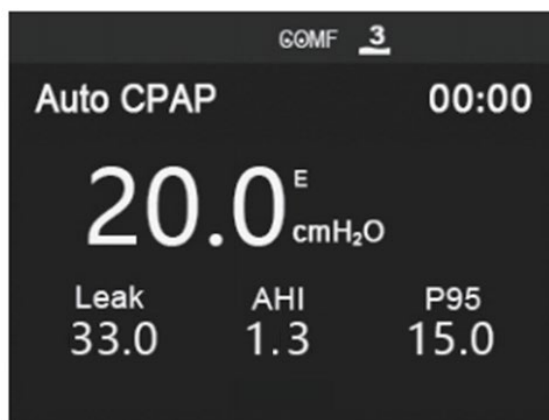 COMF 3
Auto CPAP 00:00
20.0 E cmH₂O
Leak AHI P95
33.0 1.3 15.0